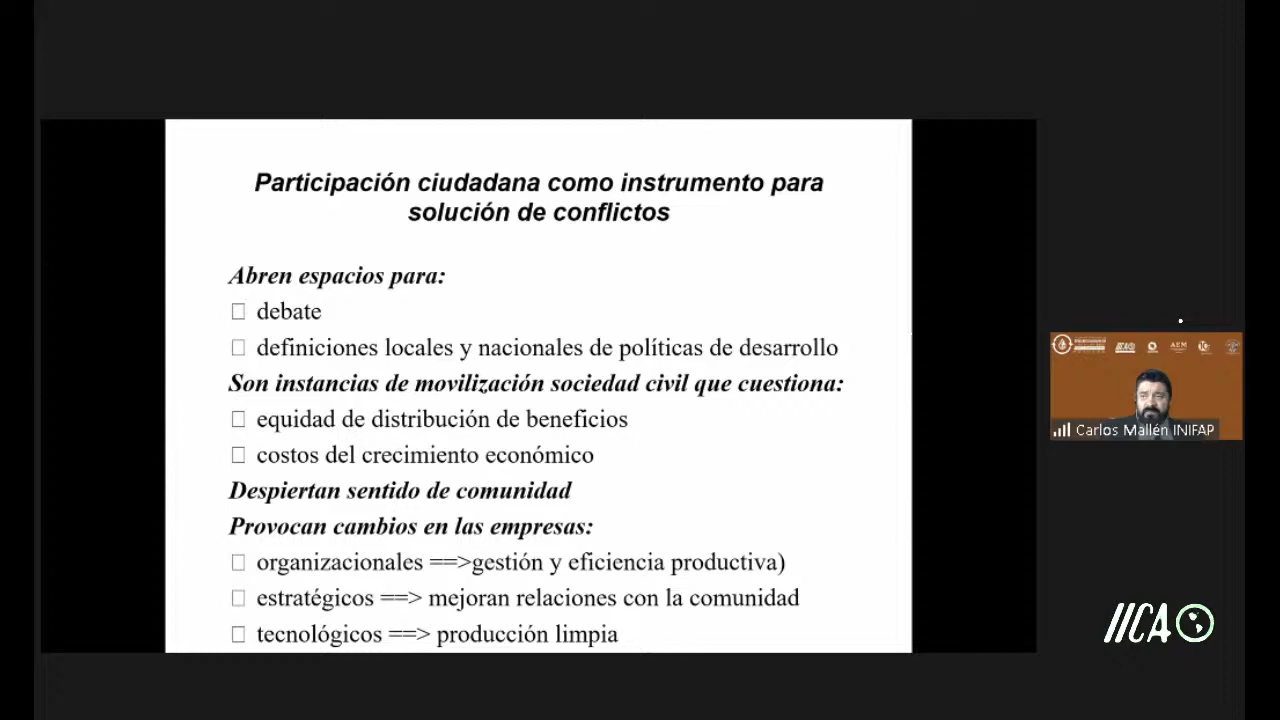 Participación ciudadana como instrumento para
solución de conflictos
Abren espacios para:
debate
definiciones locales y nacionales de políticas de desarrollo
Son instancias de movilización sociedad civil que cuestiona:
equidad de distribución de beneficios
costos del crecimiento económico
Despiertan sentido de comunidad
Provocan cambios en las empresas:
organizacionales ==>gestión y eficiencia productiva)
estratégicos ==> mejoran relaciones con la comunidad
tecnológicos ==> producción limpia
IICA
AEM
Carlos Mallén INIFAP
IICA